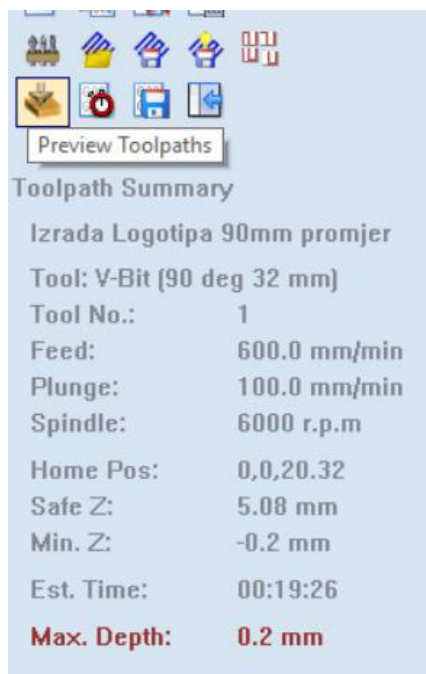 Preview Toolpaths
Toolpath Summary
Izrada Logotipa 90mm promjer
Tool: V-Bit (90 deg 32 mm)
Tool No.: 1
Feed: 600.0 mm/min
Plunge: 100.0 mm/min
Spindle: 6000 r.p.m
Home Pos: 0,0,20.32
Safe Z: 5.08 mm
Min. Z: -0.2 mm
Est. Time: 00:19:26
Max. Depth: 0.2 mm